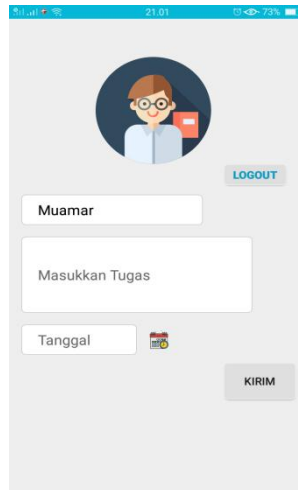 21.01 73%
LOGOUT
Muamar
Masukkan Tugas
Tanggal
KIRIM